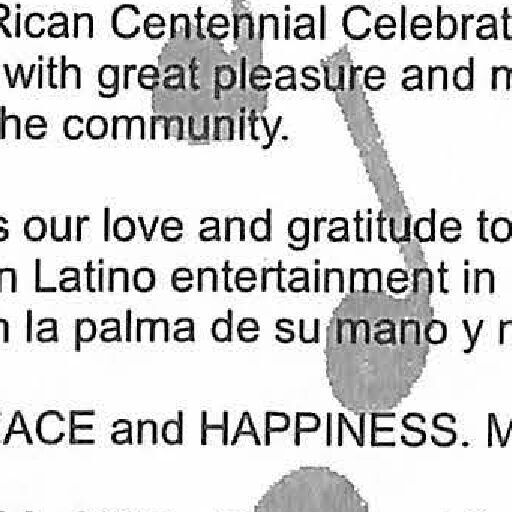 Rican Centennial Celebrat
with great pleasure and m
he community.
s our love and gratitude to
n Latino entertainment in
n la palma de su mano y n
EACE and HAPPINESS. M